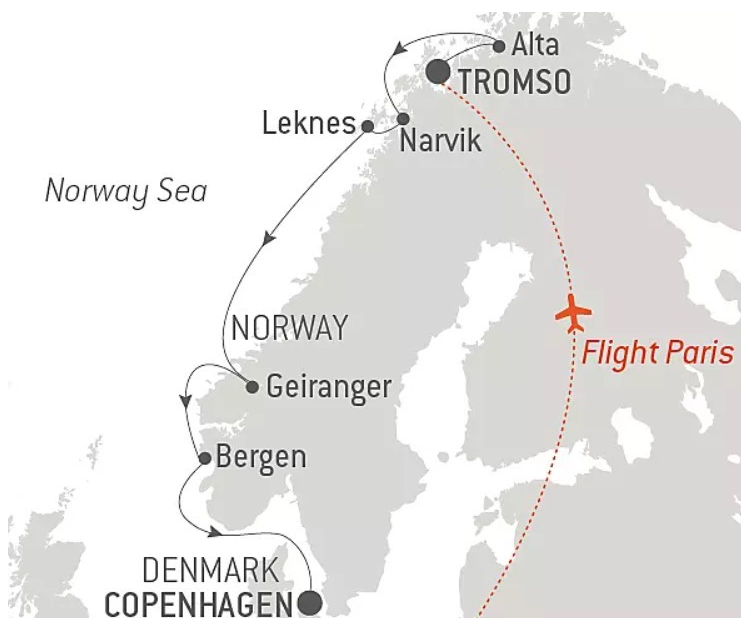 Alta
TROMSO
Leknes
Narvik
Norway Sea
NORWAY
Flight Paris
Geiranger
Bergen
DENMARK
COPENHAGEN